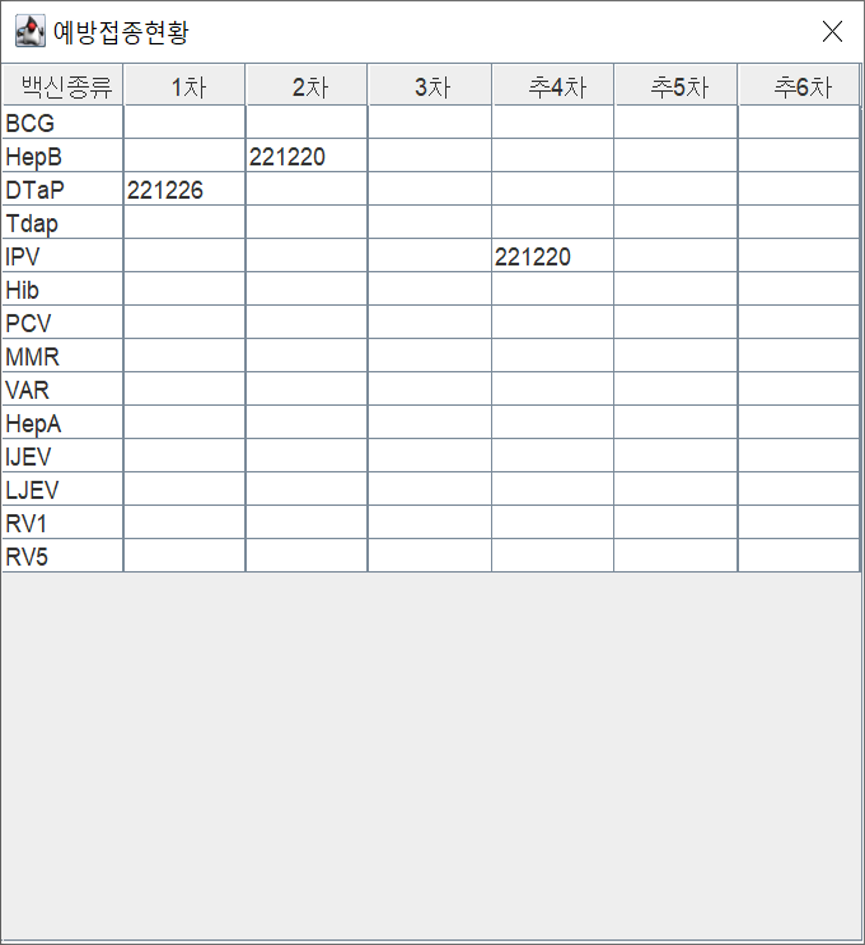 예방접종현황
백신종류 1차 2차 3차 추4차 추5차 추6차
BCG
HepB 221220
DTaP 221226
Tdap
IPV 221220
Hib
PCV
MMR
VAR
HepA
IJEV
LJEV
RV1
RV5